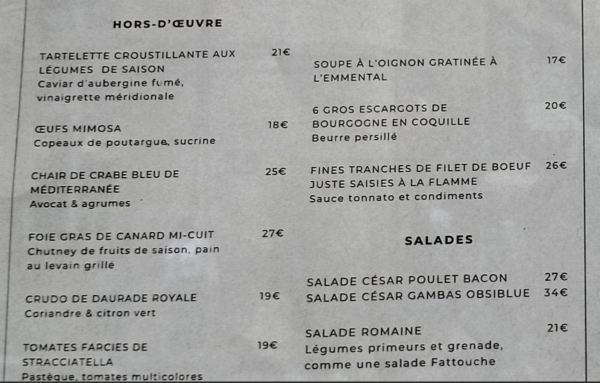 HORS-D'ŒUVRE
TARTELETTE CROUSTILLANTE AUX 21€
LÉGUMES DE SAISON
Caviar d'aubergine fumé,
vinaigrette méridionale
ŒUFS MIMOSA 18€
Copeaux de poutargue, sucrine
CHAIR DE CRABE BLEU DE 25€
MÉDITERRANÉE
Avocat & agrumes
FOIE GRAS DE CANARD MI-CUIT 27€
Chutney de fruits de saison, pain
au levain grillé
CRUDO DE DAURADE ROYALE 19€
Coriandre & citron vert
TOMATES FARCIES DE 19€
STRACCIATELLA
Pastèque, tomates multicolores
SOUPE À L'OIGNON GRATINÉE À 17€
L'EMMENTAL
6 GROS ESCARGOTS DE 20€
BOURGOGNE EN COQUILLE
Beurre persillé
FINES TRANCHES DE FILET DE BOEUF 26€
JUSTE SAISIES À LA FLAMME
Sauce tonnato et condiments
SALADES
SALADE CÉSAR POULET BACON 27€
SALADE CÉSAR GAMBAS OBSIBLUE 34€
SALADE ROMAINE 21€
Légumes primeurs et grenade,
comme une salade Fattouche